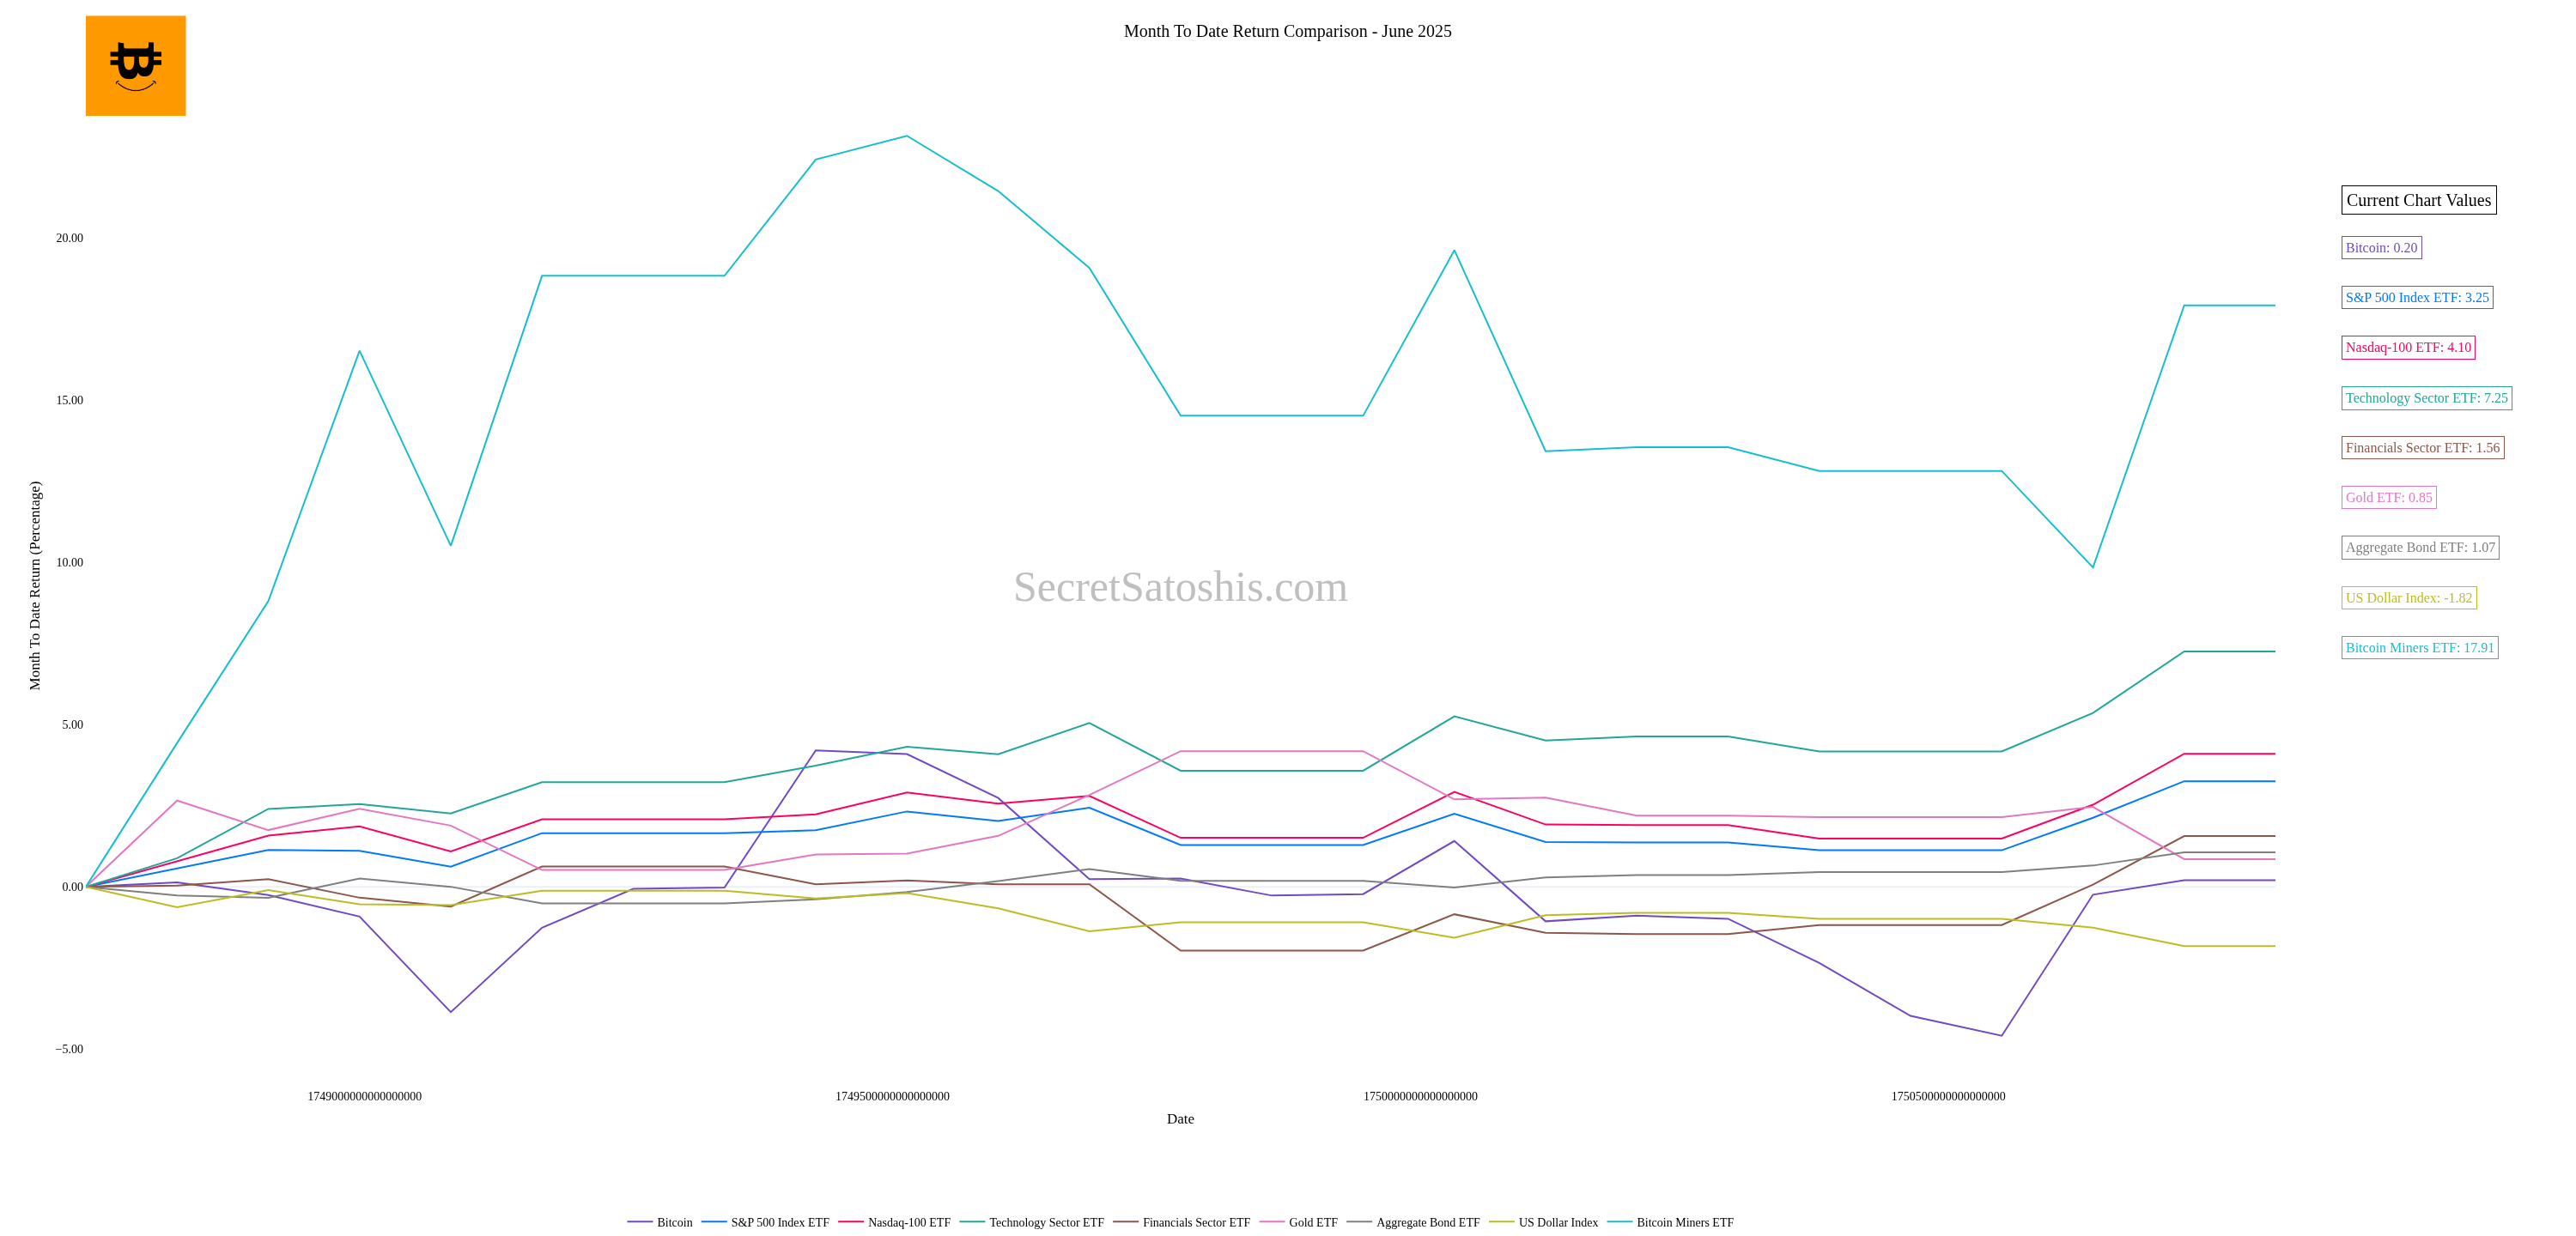 Month To Date Return Comparison - June 2025
Current Chart Values
Bitcoin: 0.20
S&P 500 Index ETF: 3.25
Nasdaq-100 ETF: 4.10
Technology Sector ETF: 7.25
Financials Sector ETF: 1.56
Gold ETF: 0.85
Aggregate Bond ETF: 1.07
US Dollar Index: -1.82
Bitcoin Miners ETF: 17.91
Month To Date Return (Percentage)
20.00
15.00
10.00
5.00
0.00
−5.00
SecretSatoshis.com
1749000000000000000 1749500000000000000 1750000000000000000 1750500000000000000
Date
Bitcoin S&P 500 Index ETF Nasdaq-100 ETF Technology Sector ETF Financials Sector ETF Gold ETF Aggregate Bond ETF US Dollar Index Bitcoin Miners ETF